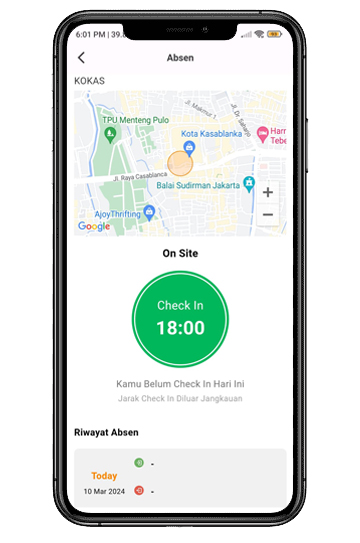 6:01 PM | 39.
Absen
KOKAS
Jl. Makmur 1
Jl. Dr. Saharjo
TPU Menteng Pulo
Kota Kasablanka
Harr
Tebe
Jl. Raya Casablanca
Balai Sudirman Jakarta
AjoyThrifting
+
−
Google
On Site
Check In
18:00
Kamu Belum Check In Hari Ini
Jarak Check In Diluar Jangkauan
Riwayat Absen
Today
-
10 Mar 2024
-